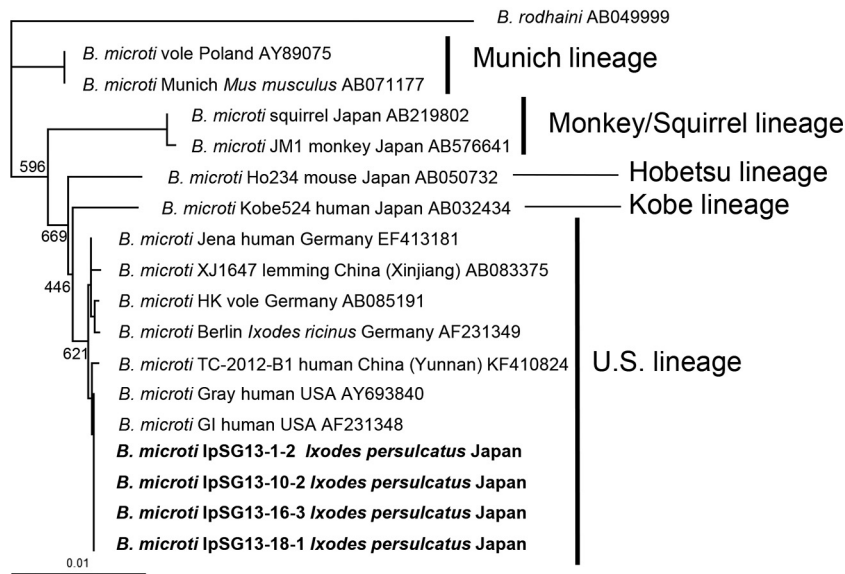 B. rodhaini AB049999
B. microti vole Poland AY89075
Munich lineage
B. microti Munich Mus musculus AB071177
B. microti squirrel Japan AB219802
Monkey/Squirrel lineage
B. microti JM1 monkey Japan AB576641
596
B. microti Ho234 mouse Japan AB050732
Hobetsu lineage
B. microti Kobe524 human Japan AB032434
Kobe lineage
669
B. microti Jena human Germany EF413181
B. microti XJ1647 lemming China (Xinjiang) AB083375
446
B. microti HK vole Germany AB085191
B. microti Berlin Ixodes ricinus Germany AF231349
621
B. microti TC-2012-B1 human China (Yunnan) KF410824
U.S. lineage
B. microti Gray human USA AY693840
B. microti GI human USA AF231348
B. microti IpSG13-1-2 Ixodes persulcatus Japan
B. microti IpSG13-10-2 Ixodes persulcatus Japan
B. microti IpSG13-16-3 Ixodes persulcatus Japan
B. microti IpSG13-18-1 Ixodes persulcatus Japan
0.01